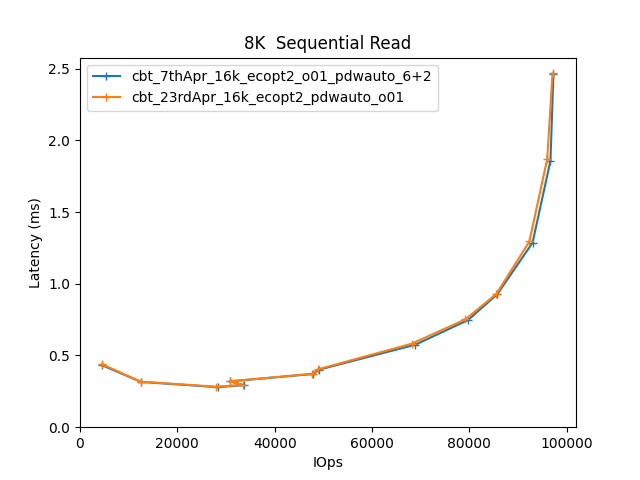 8K  Sequential Read
cbt_7thApr_16k_ecopt2_o01_pdwauto_6+2
cbt_23rdApr_16k_ecopt2_pdwauto_o01
Latency (ms)
2.5
2.0
1.5
1.0
0.5
0.0
0 20000 40000 60000 80000 100000
IOps